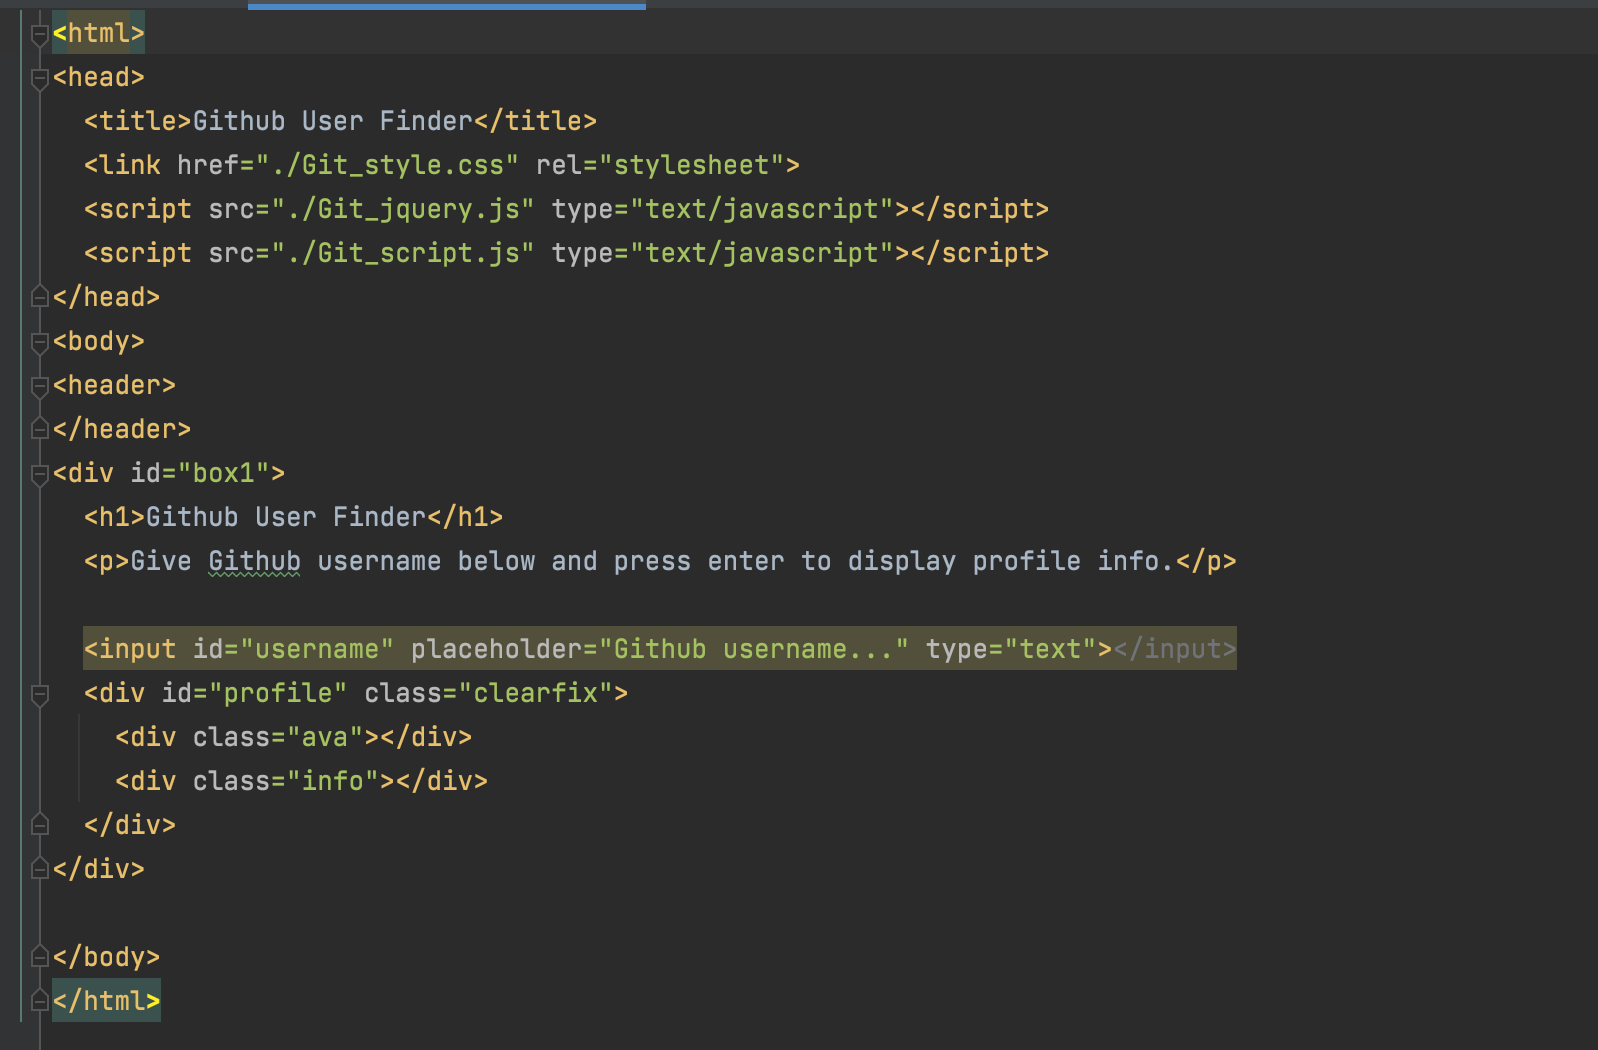 <html>
<head>
  <title>Github User Finder</title>
  <link href="./Git_style.css" rel="stylesheet">
  <script src="./Git_jquery.js" type="text/javascript"></script>
  <script src="./Git_script.js" type="text/javascript"></script>
</head>
<body>
<header>
</header>
<div id="box1">
  <h1>Github User Finder</h1>
  <p>Give Github username below and press enter to display profile info.</p>

  <input id="username" placeholder="Github username..." type="text"></input>
  <div id="profile" class="clearfix">
    <div class="ava"></div>
    <div class="info"></div>
  </div>
</div>

</body>
</html>